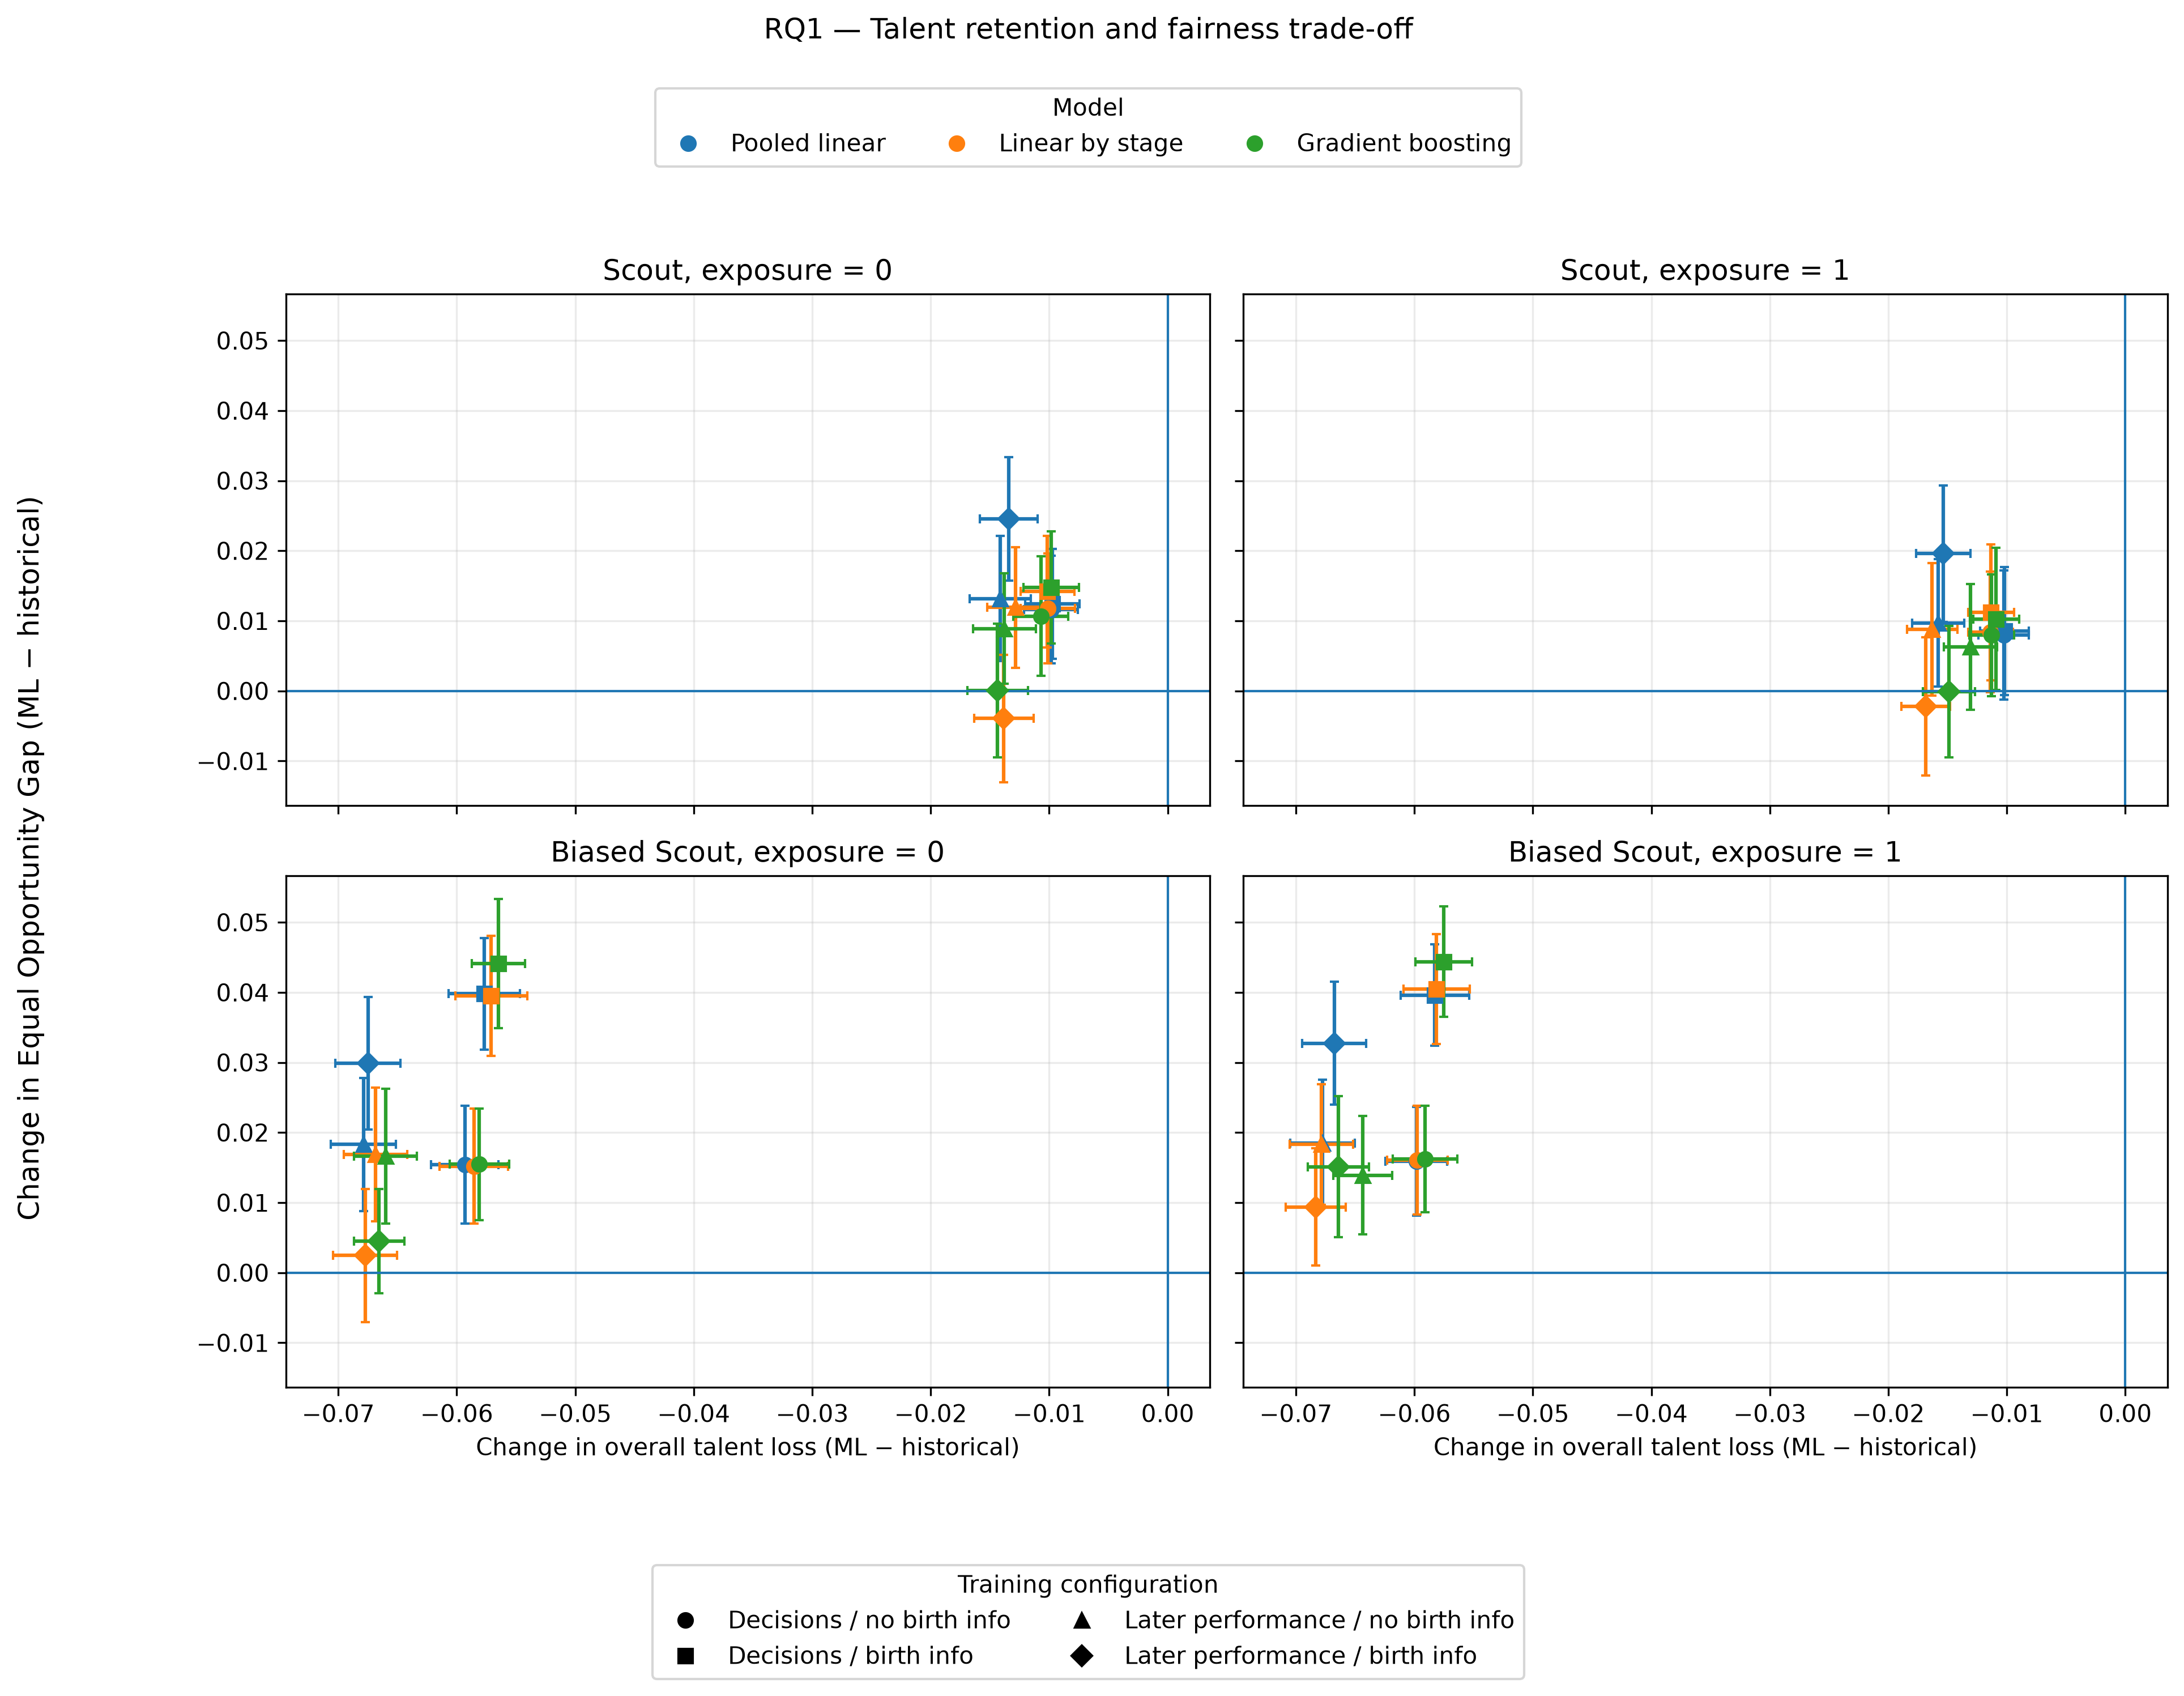 RQ1 — Talent retention and fairness trade-off
Model
Pooled linear Linear by stage Gradient boosting
Scout, exposure = 0 Scout, exposure = 1
Change in Equal Opportunity Gap (ML − historical)
0.05
0.04
0.03
0.02
0.01
0.00
−0.01
Biased Scout, exposure = 0 Biased Scout, exposure = 1
0.05
0.04
0.03
0.02
0.01
0.00
−0.01
−0.07 −0.06 −0.05 −0.04 −0.03 −0.02 −0.01 0.00 −0.07 −0.06 −0.05 −0.04 −0.03 −0.02 −0.01 0.00
Change in overall talent loss (ML − historical) Change in overall talent loss (ML − historical)
Training configuration
Decisions / no birth info Later performance / no birth info
Decisions / birth info Later performance / birth info